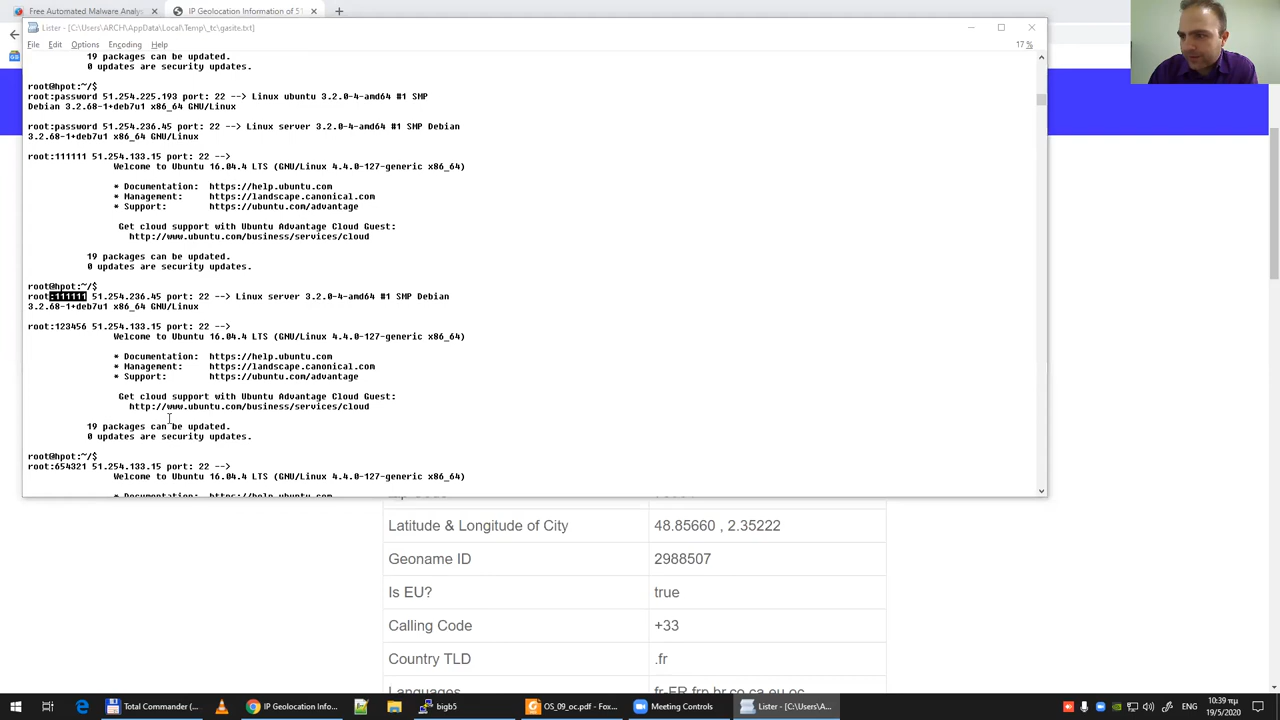 Free Automated Malware Analy
IP Geolocation Information of 5
Lister - [C:\Users\ARCH\AppData\Local\Temp\_tc\gasite.txt]
File Edit Options Encoding Help
17 %
19 packages can be updated.
0 updates are security updates.
root@hpot:~/$
root:password 51.254.225.193 port: 22 --> Linux ubuntu 3.2.0-4-amd64 #1 SMP
Debian 3.2.68-1+deb7u1 x86_64 GNU/Linux
root:password 51.254.236.45 port: 22 --> Linux server 3.2.0-4-amd64 #1 SMP Debian
3.2.68-1+deb7u1 x86_64 GNU/Linux
root:111111 51.254.133.15 port: 22 -->
Welcome to Ubuntu 16.04.4 LTS (GNU/Linux 4.4.0-127-generic x86_64)
* Documentation: https://help.ubuntu.com
* Management: https://landscape.canonical.com
* Support: https://ubuntu.com/advantage
Get cloud support with Ubuntu Advantage Cloud Guest:
http://www.ubuntu.com/business/services/cloud
19 packages can be updated.
0 updates are security updates.
root@hpot:~/$
root:111111 51.254.236.45 port: 22 --> Linux server 3.2.0-4-amd64 #1 SMP Debian
3.2.68-1+deb7u1 x86_64 GNU/Linux
root:123456 51.254.133.15 port: 22 -->
Welcome to Ubuntu 16.04.4 LTS (GNU/Linux 4.4.0-127-generic x86_64)
* Documentation: https://help.ubuntu.com
* Management: https://landscape.canonical.com
* Support: https://ubuntu.com/advantage
Get cloud support with Ubuntu Advantage Cloud Guest:
http://www.ubuntu.com/business/services/cloud
19 packages can be updated.
0 updates are security updates.
root@hpot:~/$
root:654321 51.254.133.15 port: 22 -->
Welcome to Ubuntu 16.04.4 LTS (GNU/Linux 4.4.0-127-generic x86_64)
* Documentation: https://help.ubuntu.com
Latitude & Longitude of City 48.85660 , 2.35222
Geoname ID 2988507
Is EU? true
Calling Code +33
Country TLD .fr
Languages fr-FR,frp,br,co,ca,eu,oc
Total Commander (...
IP Geolocation Info...
bigb5
OS_09_oc.pdf - Fox...
Meeting Controls
Lister - [C:\Users\A...
ENG
10:39 πμ
19/5/2020